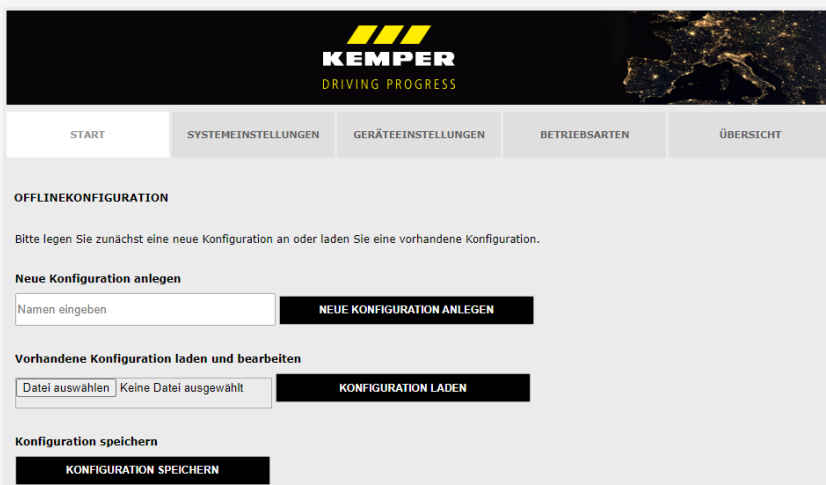 KEMPER
DRIVING PROGRESS
START SYSTEMEINSTELLUNGEN GERÄTEEINSTELLUNGEN BETRIEBSARTEN ÜBERSICHT
OFFLINEKONFIGURATION
Bitte legen Sie zunächst eine neue Konfiguration an oder laden Sie eine vorhandene Konfiguration.
Neue Konfiguration anlegen
Namen eingeben NEUE KONFIGURATION ANLEGEN
Vorhandene Konfiguration laden und bearbeiten
Datei auswählen Keine Datei ausgewählt KONFIGURATION LADEN
Konfiguration speichern
KONFIGURATION SPEICHERN